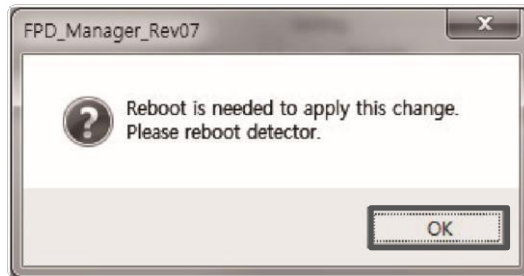 FPD_Manager_Rev07
Reboot is needed to apply this change.
Please reboot detector.
OK